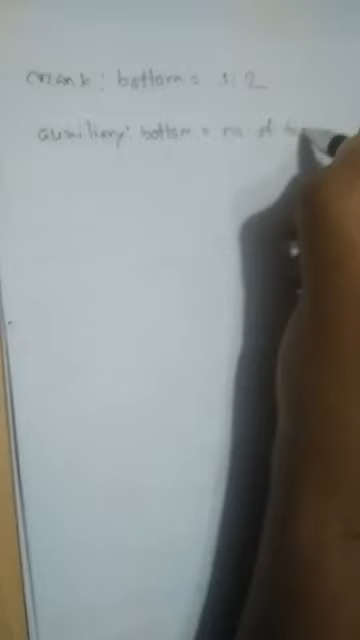 crank: bottom = 1:2
auxiliary: bottom = no of